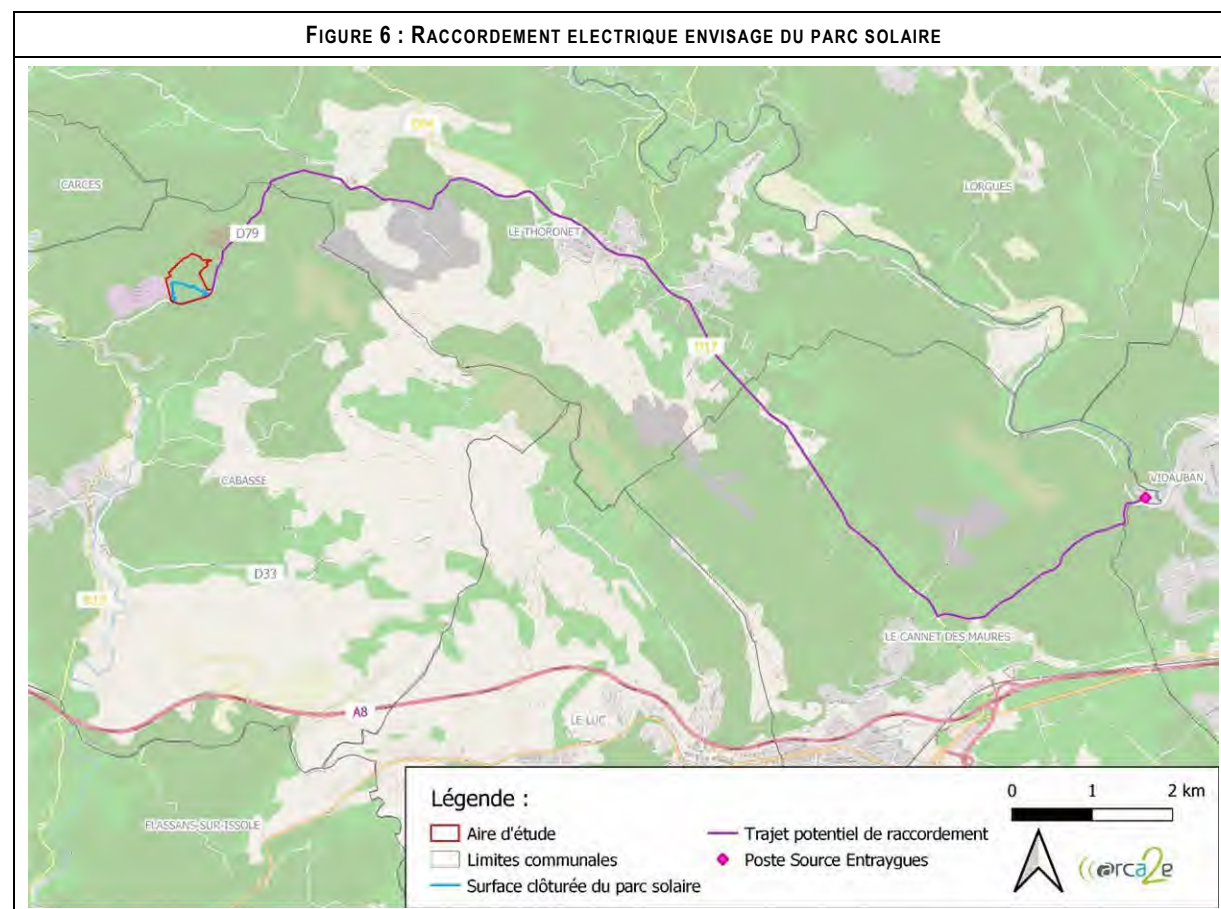 FIGURE 6 : RACCORDEMENT ELECTRIQUE ENVISAGE DU PARC SOLAIRE
CARCES
LORGUES
D79
LE THORONET
D17
VIDAUBAN
CABASSE
D33
LE CANNET DES MAURES
A8
LE LUC
FLASSANS-SUR-ISSOLE
Légende :
Aire d'étude
Limites communales
Surface clôturée du parc solaire
Trajet potentiel de raccordement
Poste Source Entraygues
0 1 2 km
arca2e